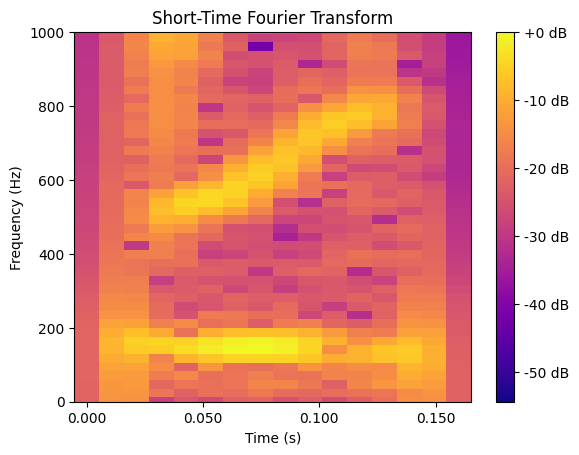 Short-Time Fourier Transform
1000
800
600
400
200
0
Frequency (Hz)
0.000
0.050
0.100
0.150
Time (s)
+0 dB
-10 dB
-20 dB
-30 dB
-40 dB
-50 dB